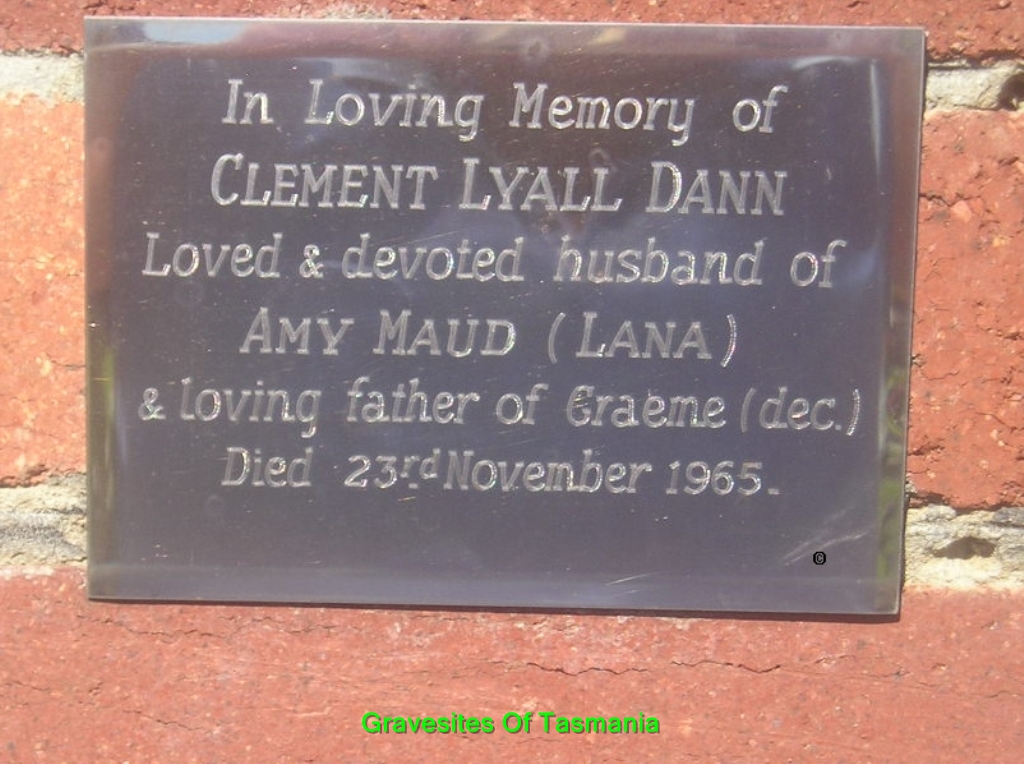 In Loving Memory of
CLEMENT LYALL DANN
Loved & devoted husband of
AMY MAUD (LANA)
& loving father of Graeme (dec.)
Died 23rd November 1965.
©
Gravesites Of Tasmania